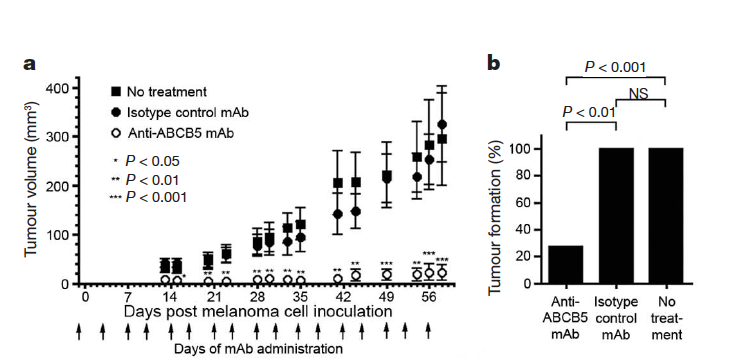 a
Tumour volume (mm³)
400
300
200
100
0
No treatment
Isotype control mAb
Anti-ABCB5 mAb
* P < 0.05
** P < 0.01
*** P < 0.001
* ** ** ** ** ** ** ** ** *** ** *** ***
0 7 14 21 28 35 42 49 56
Days post melanoma cell inoculation
Days of mAb administration
b
P < 0.001
NS
P < 0.01
Tumour formation (%)
100
80
60
40
20
0
Anti-
ABCB5
mAb
Isotype
control
mAb
No
treat-
ment